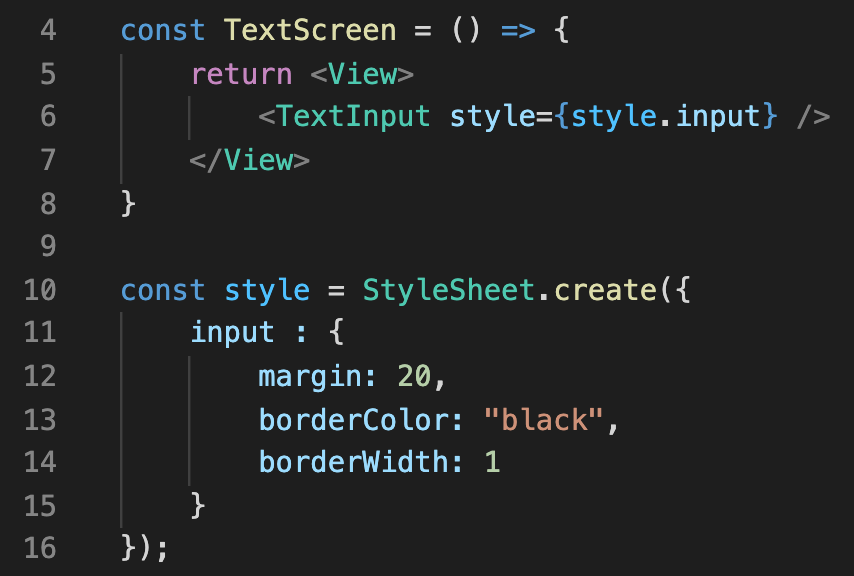 4 const TextScreen = () => {
5 return <View>
6 <TextInput style={style.input} />
7 </View>
8 }
9
10 const style = StyleSheet.create({
11 input : {
12 margin: 20,
13 borderColor: "black",
14 borderWidth: 1
15 }
16 });